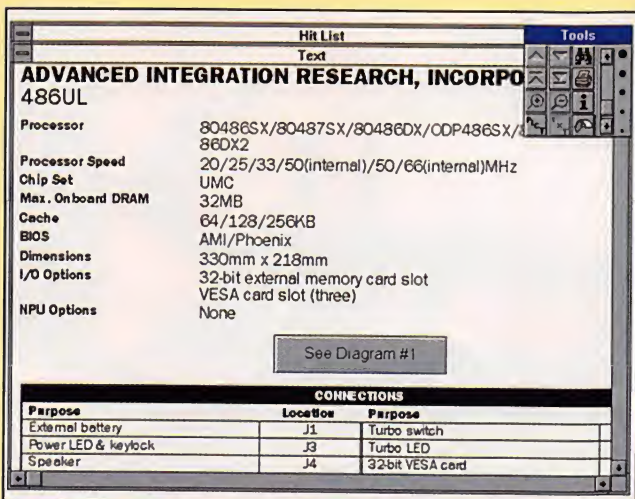 Hit List
Tools
Text
ADVANCED INTEGRATION RESEARCH, INCORPO
486UL
Processor 80486SX/80487SX/80486DX/ODP486SX/
86DX2
Processor Speed 20/25/33/50(internal)/50/66(internal)MHz
Chip Set UMC
Max. Onboard DRAM 32MB
Cache 64/128/256KB
BIOS AMI/Phoenix
Dimensions 330mm x 218mm
I/O Options 32-bit external memory card slot
VESA card slot (three)
NPU Options None
See Diagram #1
CONNECTIONS
Purpose Location Purpose
External battery J1 Turbo switch
Power LED & keylock J3 Turbo LED
Speaker J4 32-bit VESA card